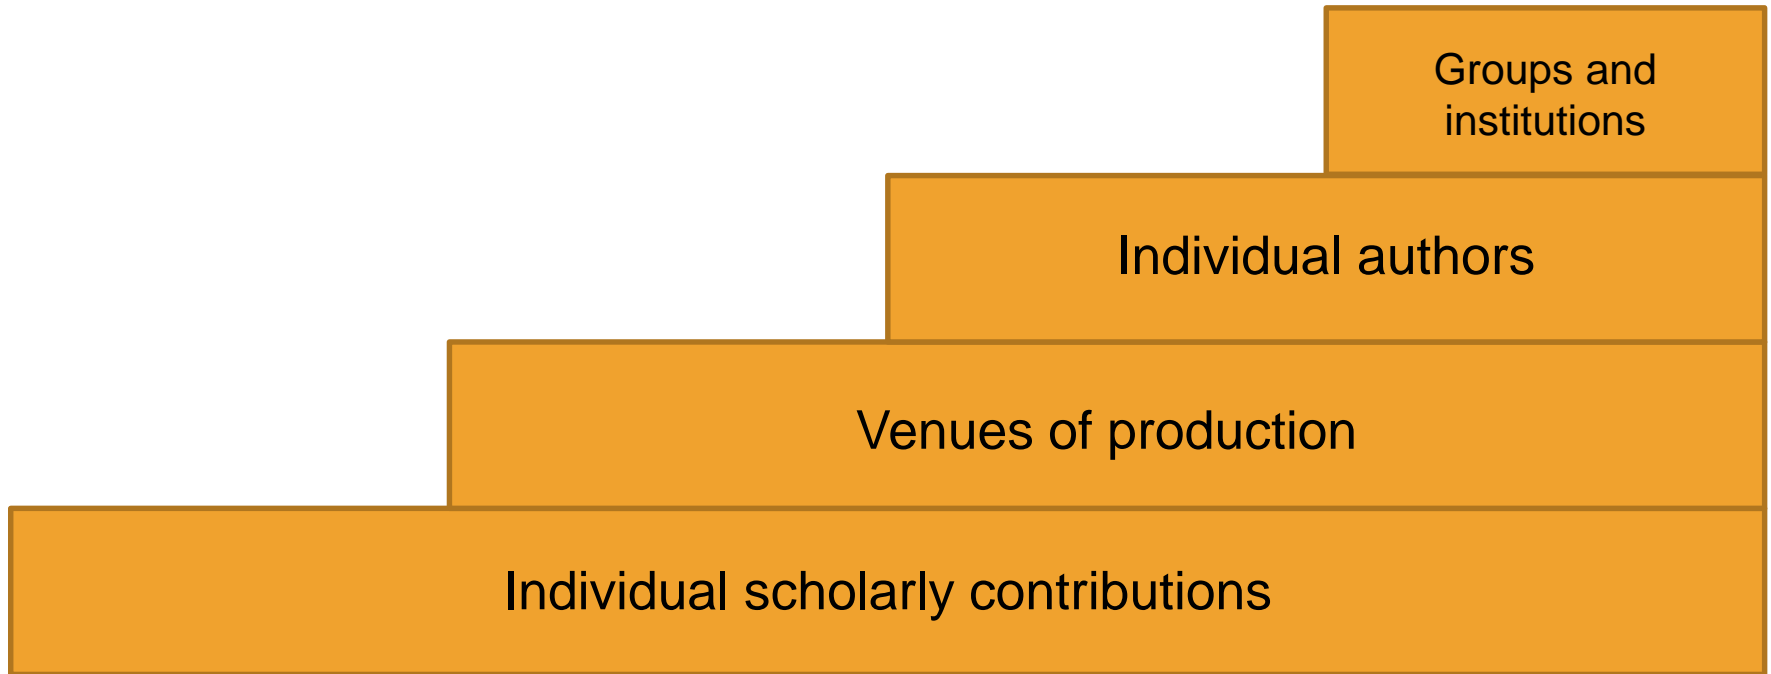 Groups and
institutions
Individual authors
Venues of production
Individual scholarly contributions